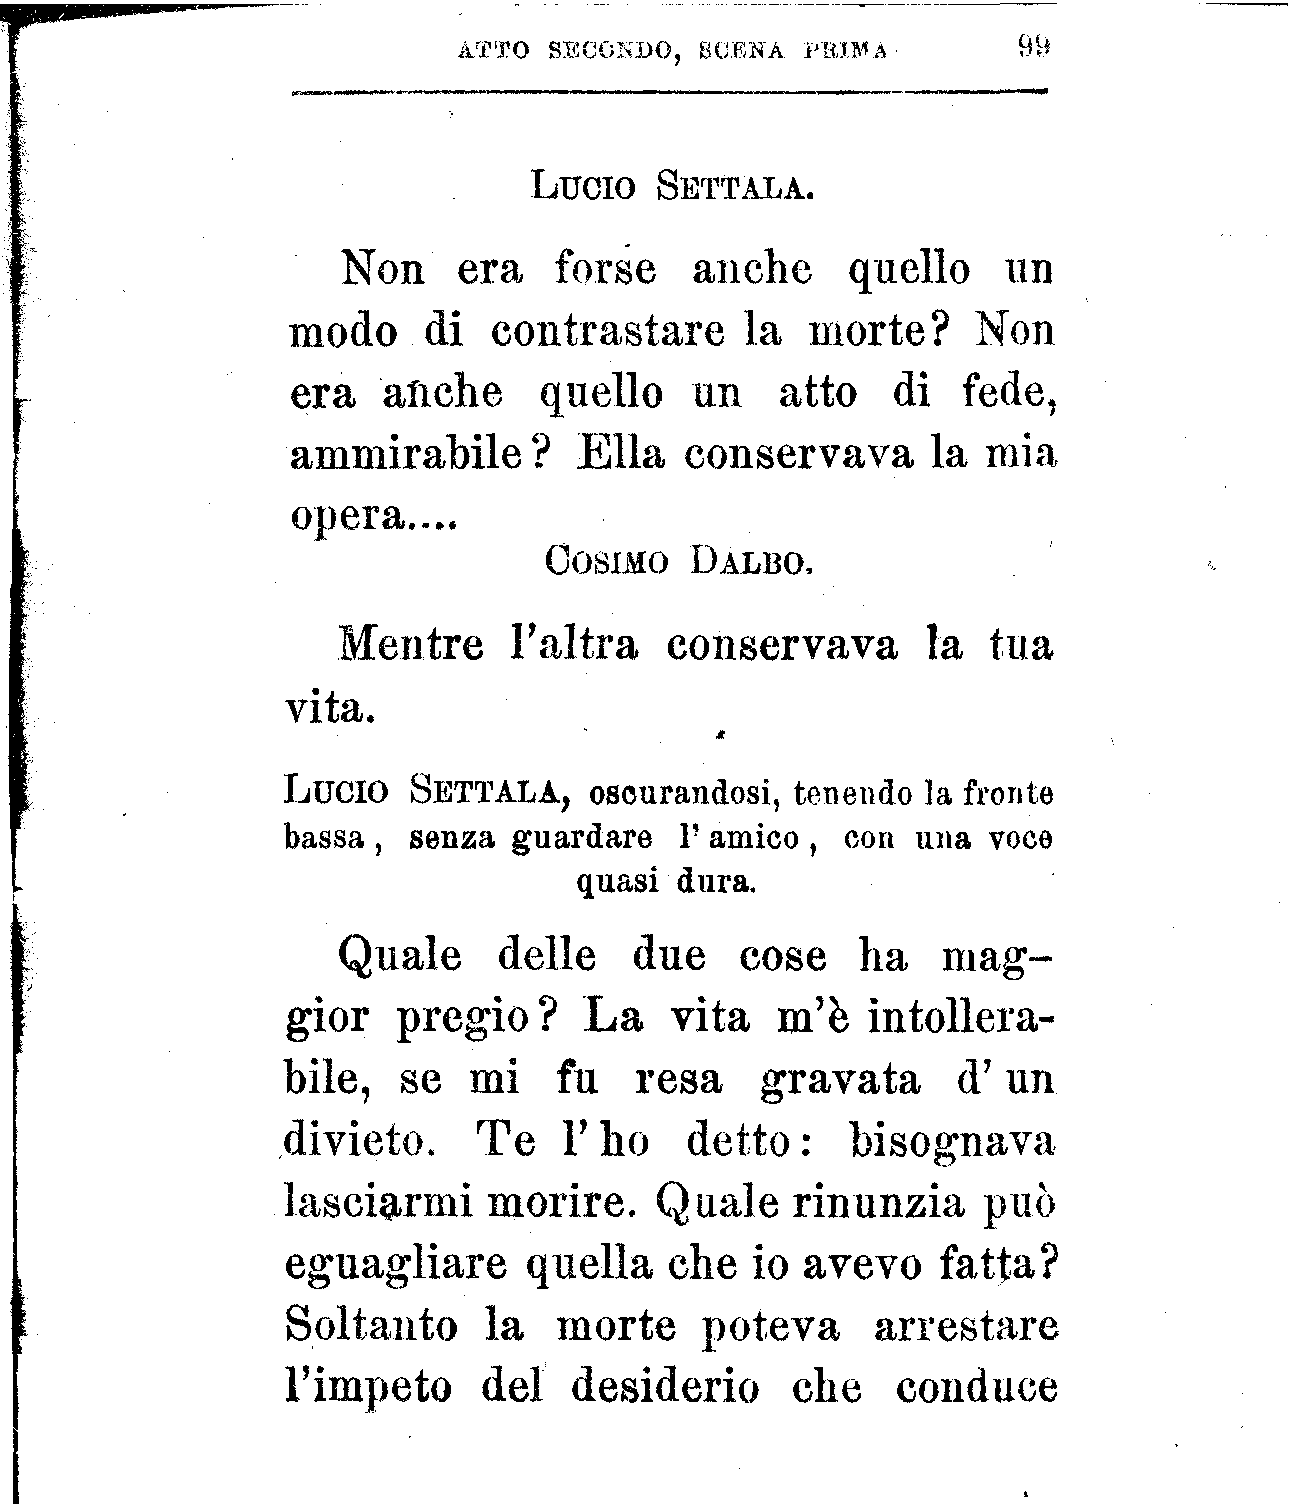 ATTO SECONDO, SCENA PRIMA 99
LUCIO SETTALA.
Non era forse anche quello un
modo di contrastare la morte? Non
era anche quello un atto di fede,
ammirabile? Ella conservava la mia
opera....
COSIMO DALBO.
Mentre l'altra conservava la tua
vita.
LUCIO SETTALA, oscurandosi, tenendo la fronte
bassa, senza guardare l'amico, con una voce
quasi dura.
Quale delle due cose ha mag-
gior pregio? La vita m'è intollera-
bile, se mi fu resa gravata d'un
divieto. Te l'ho detto: bisognava
lasciarmi morire. Quale rinunzia può
eguagliare quella che io avevo fatta?
Soltanto la morte poteva arrestare
l'impeto del desiderio che conduce